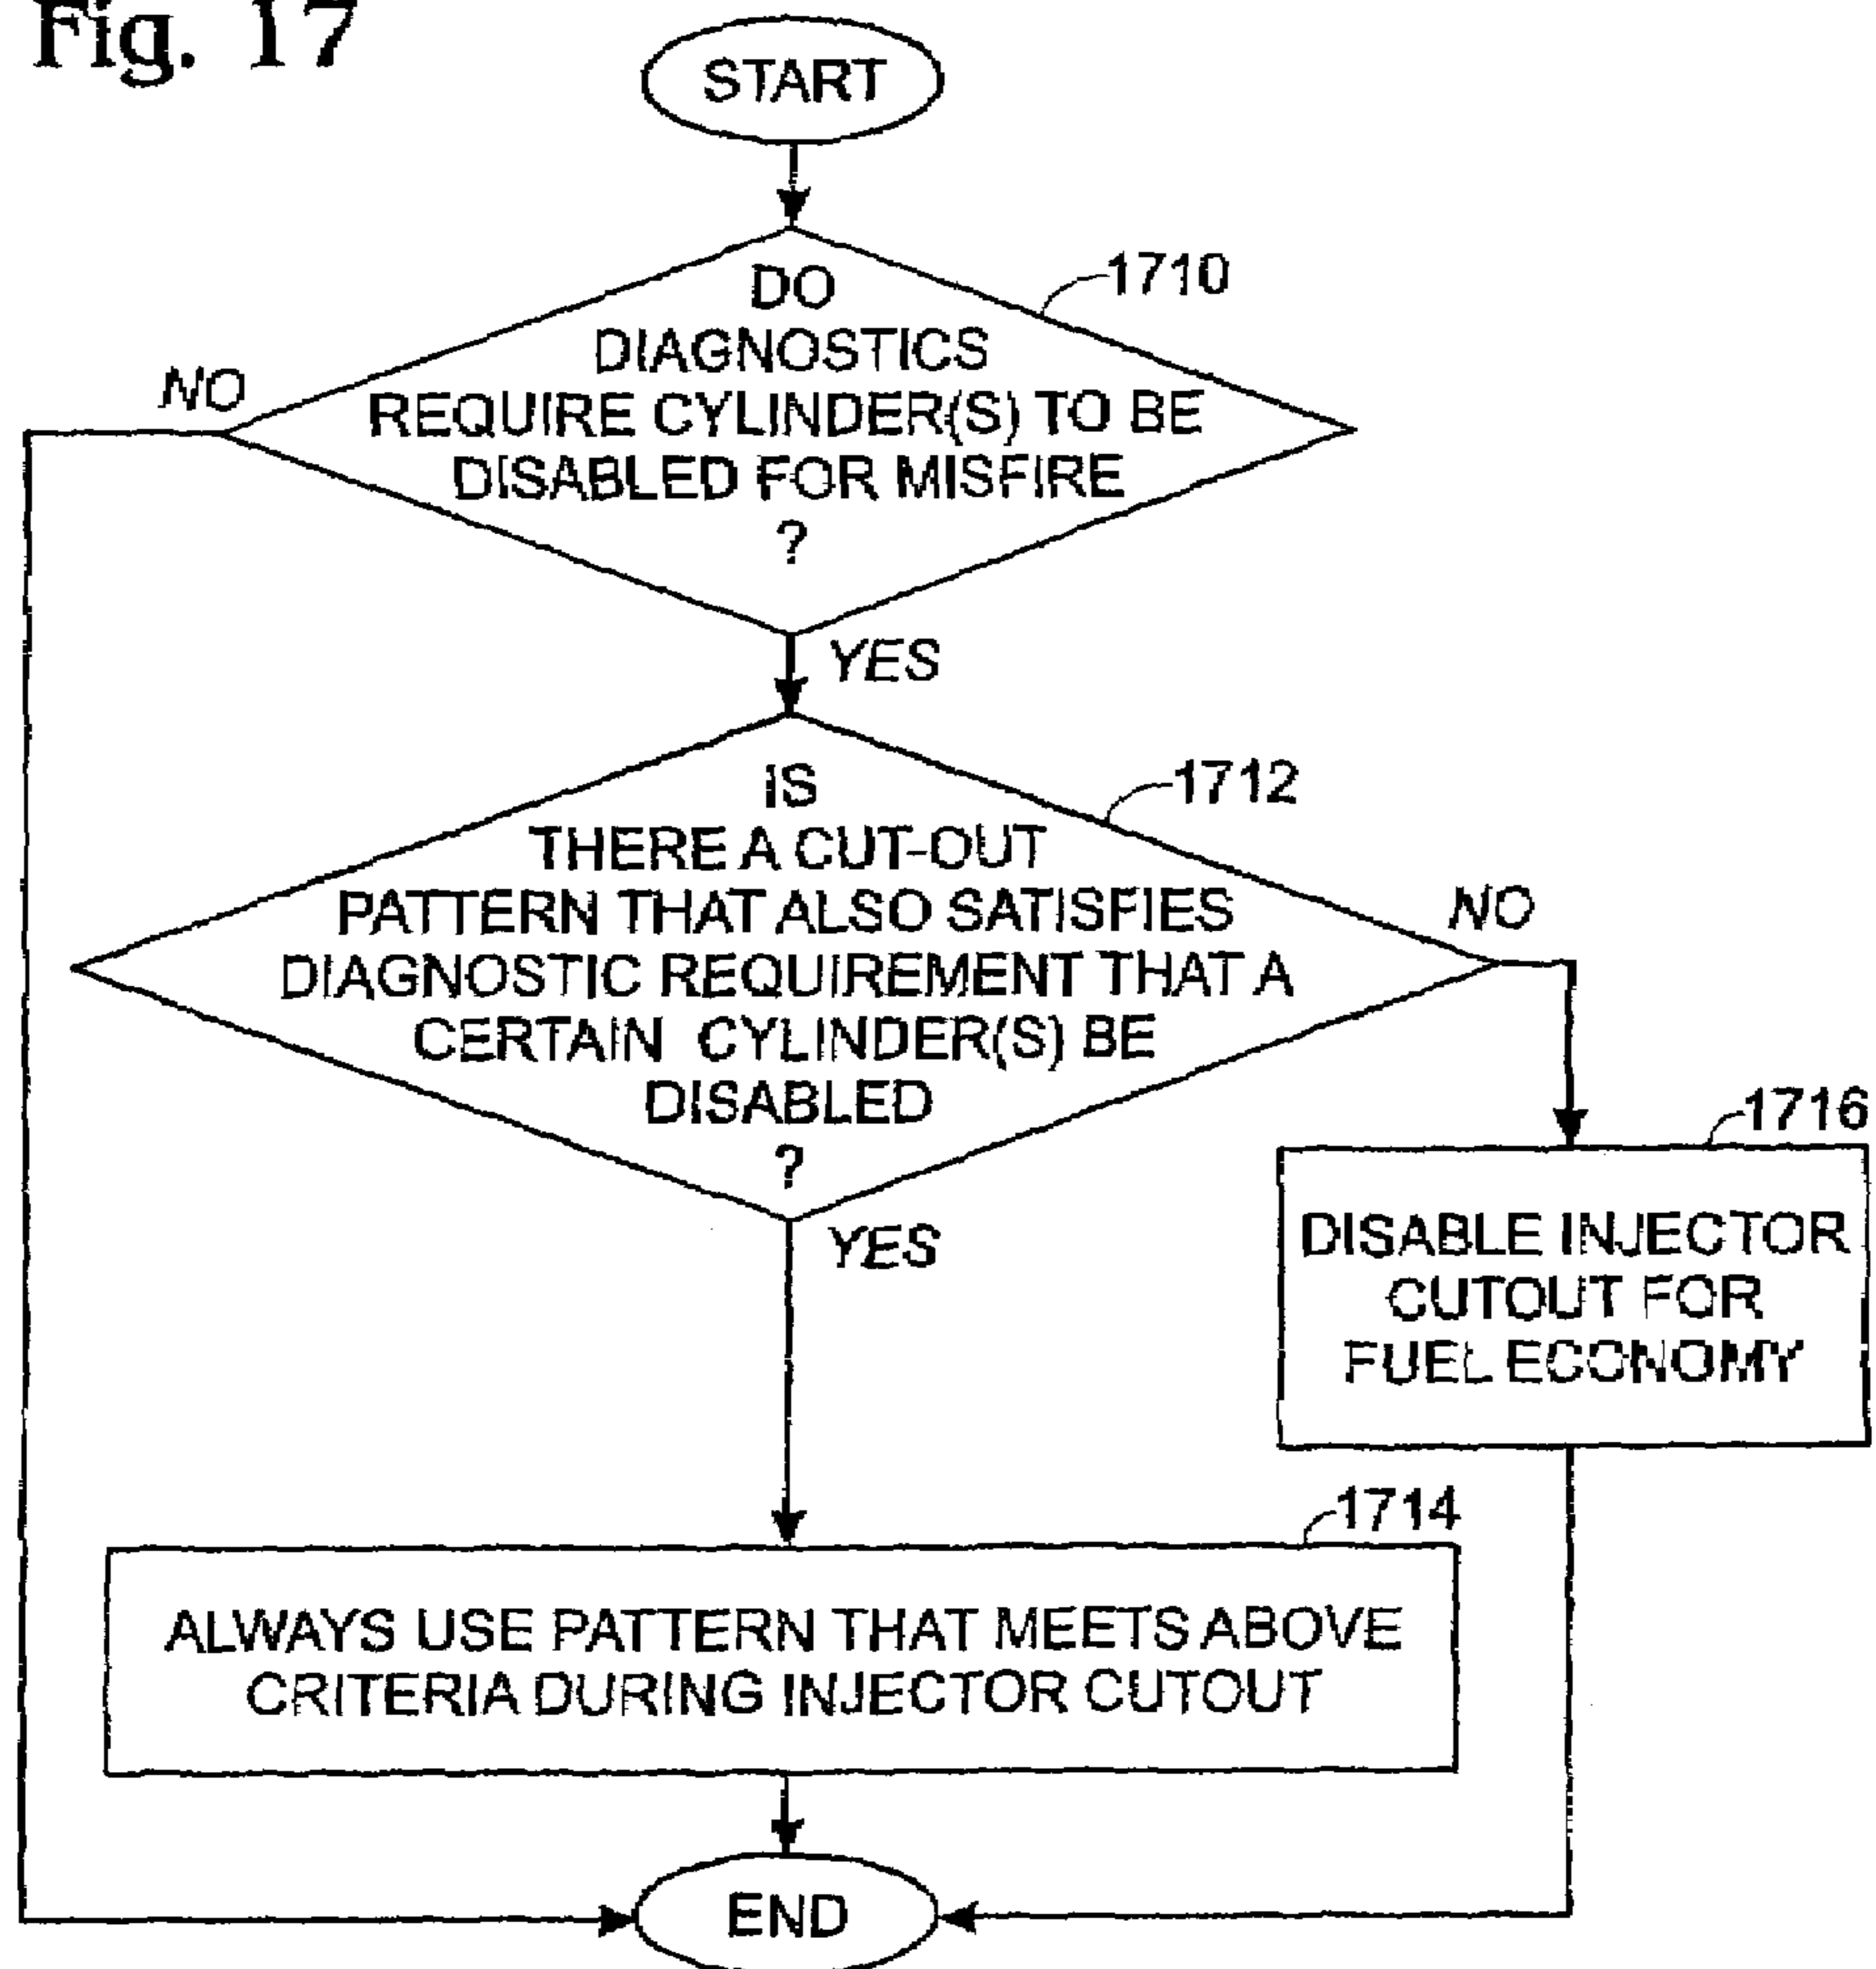 Fig. 17
START
1710
DO
DIAGNOSTICS
REQUIRE CYLINDER(S) TO BE
DISABLED FOR MISFIRE
?
NO
YES
1712
IS
THERE A CUT-OUT
PATTERN THAT ALSO SATISFIES
DIAGNOSTIC REQUIREMENT THAT A
CERTAIN CYLINDER(S) BE
DISABLED
?
NO
YES
1716
DISABLE INJECTOR
CUTOUT FOR
FUEL ECONOMY
1714
ALWAYS USE PATTERN THAT MEETS ABOVE
CRITERIA DURING INJECTOR CUTOUT
END